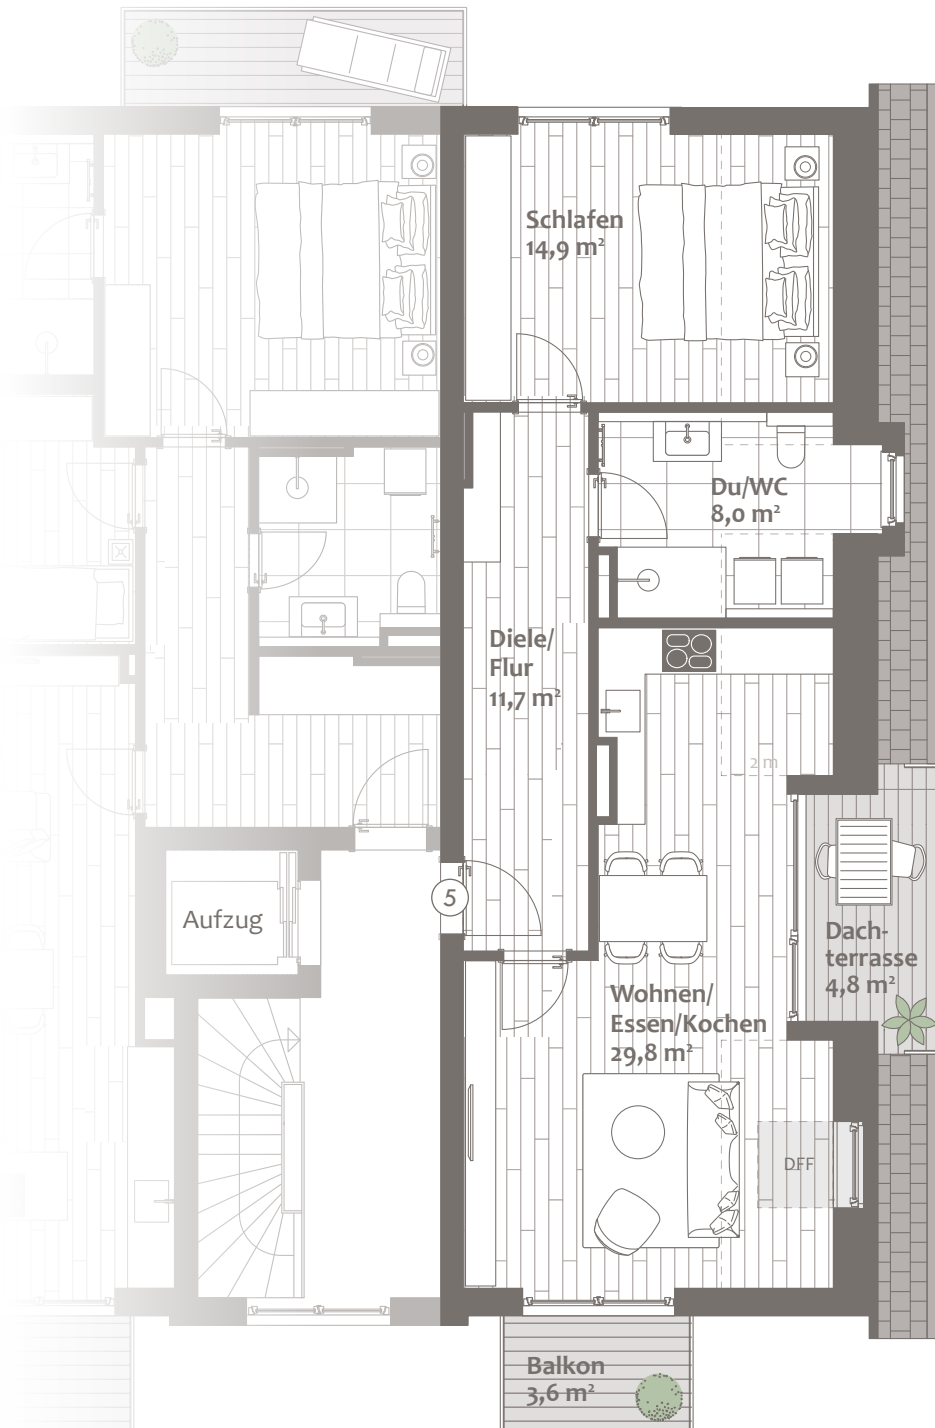 Schlafen
14,9 m²
Du/WC
8,0 m²
Diele/
Flur
11,7 m²
2 m
5
Aufzug
Dach-
terrasse
4,8 m²
Wohnen/
Essen/Kochen
29,8 m²
DFF
Balkon
3,6 m²